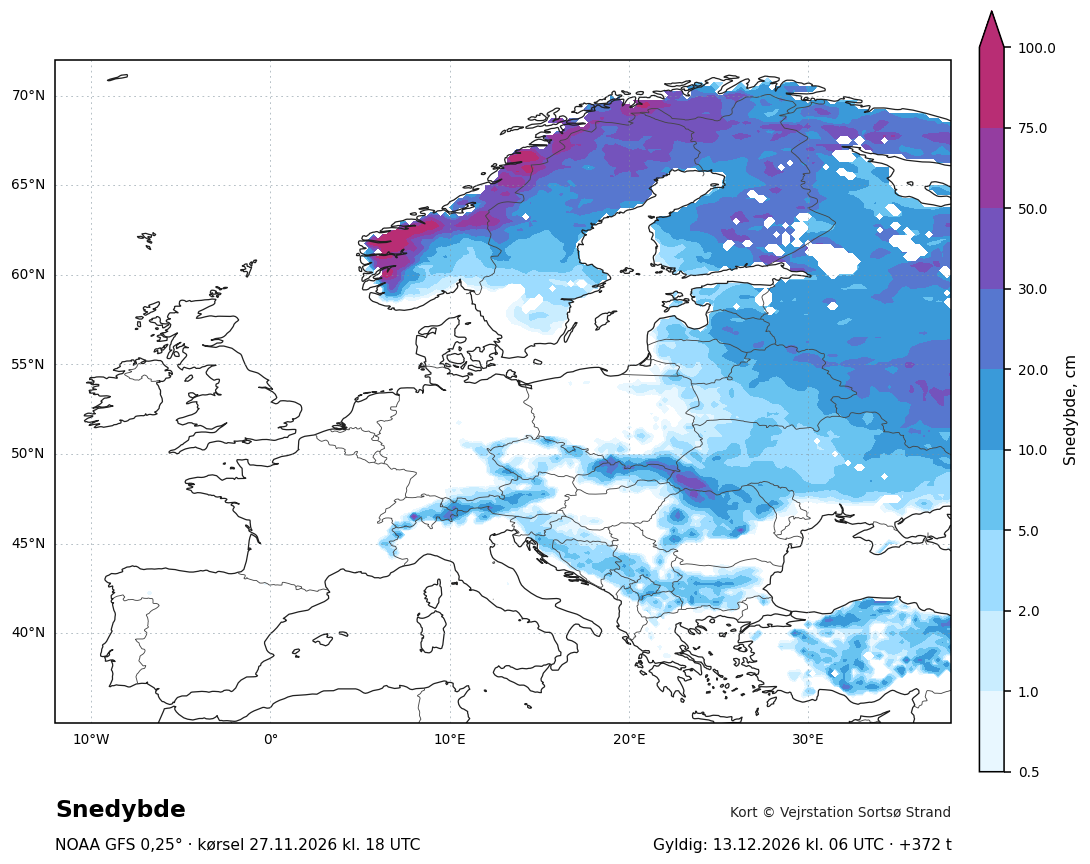 100.0
75.0
50.0
30.0
20.0
10.0
5.0
2.0
1.0
0.5
Snedybde, cm
70°N
65°N
60°N
55°N
50°N
45°N
40°N
10°W 0° 10°E 20°E 30°E
Snedybde
Kort © Vejrstation Sortsø Strand
NOAA GFS 0,25° · kørsel 27.11.2026 kl. 18 UTC
Gyldig: 13.12.2026 kl. 06 UTC · +372 t